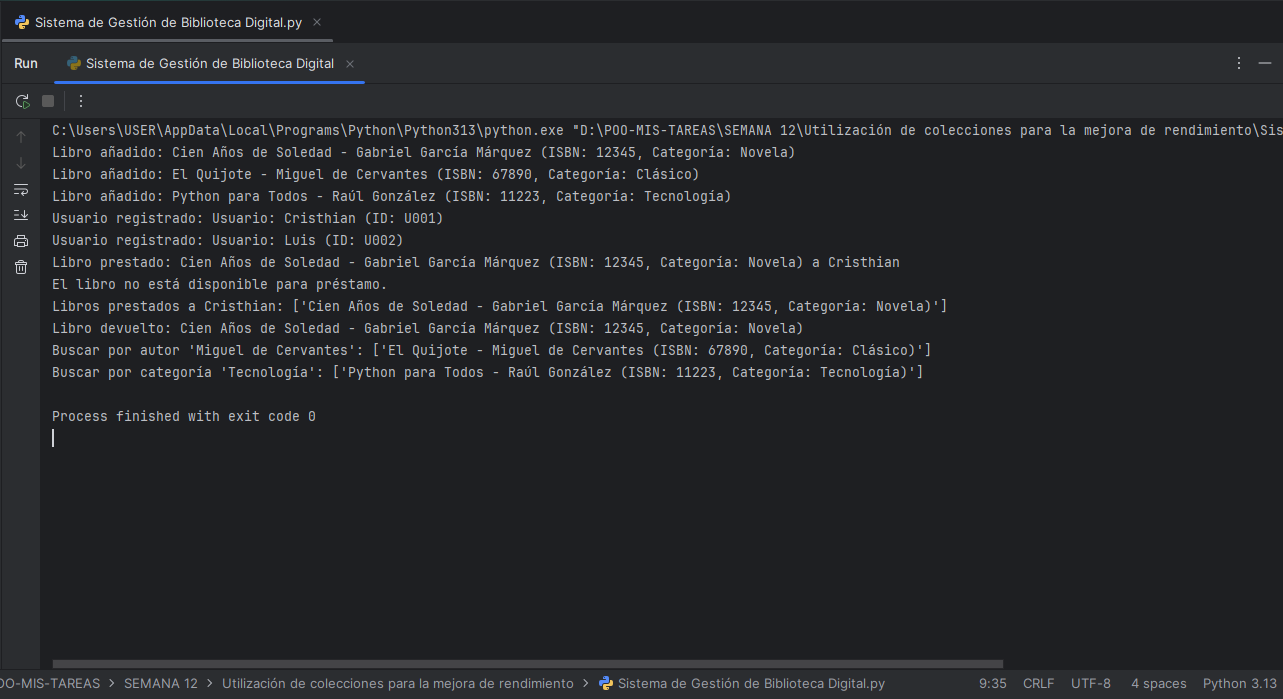 Sistema de Gestión de Biblioteca Digital.py
Run
Sistema de Gestión de Biblioteca Digital
C:\Users\USER\AppData\Local\Programs\Python\Python313\python.exe "D:\POO-MIS-TAREAS\SEMANA 12\Utilización de colecciones para la mejora de rendimiento\Sis
Libro añadido: Cien Años de Soledad - Gabriel García Márquez (ISBN: 12345, Categoría: Novela)
Libro añadido: El Quijote - Miguel de Cervantes (ISBN: 67890, Categoría: Clásico)
Libro añadido: Python para Todos - Raúl González (ISBN: 11223, Categoría: Tecnología)
Usuario registrado: Usuario: Cristhian (ID: U001)
Usuario registrado: Usuario: Luis (ID: U002)
Libro prestado: Cien Años de Soledad - Gabriel García Márquez (ISBN: 12345, Categoría: Novela) a Cristhian
El libro no está disponible para préstamo.
Libros prestados a Cristhian: ['Cien Años de Soledad - Gabriel García Márquez (ISBN: 12345, Categoría: Novela)']
Libro devuelto: Cien Años de Soledad - Gabriel García Márquez (ISBN: 12345, Categoría: Novela)
Buscar por autor 'Miguel de Cervantes': ['El Quijote - Miguel de Cervantes (ISBN: 67890, Categoría: Clásico)']
Buscar por categoría 'Tecnología': ['Python para Todos - Raúl González (ISBN: 11223, Categoría: Tecnología)']
Process finished with exit code 0
OO-MIS-TAREAS > SEMANA 12 > Utilización de colecciones para la mejora de rendimiento > Sistema de Gestión de Biblioteca Digital.py 9:35 CRLF UTF-8 4 spaces Python 3.13